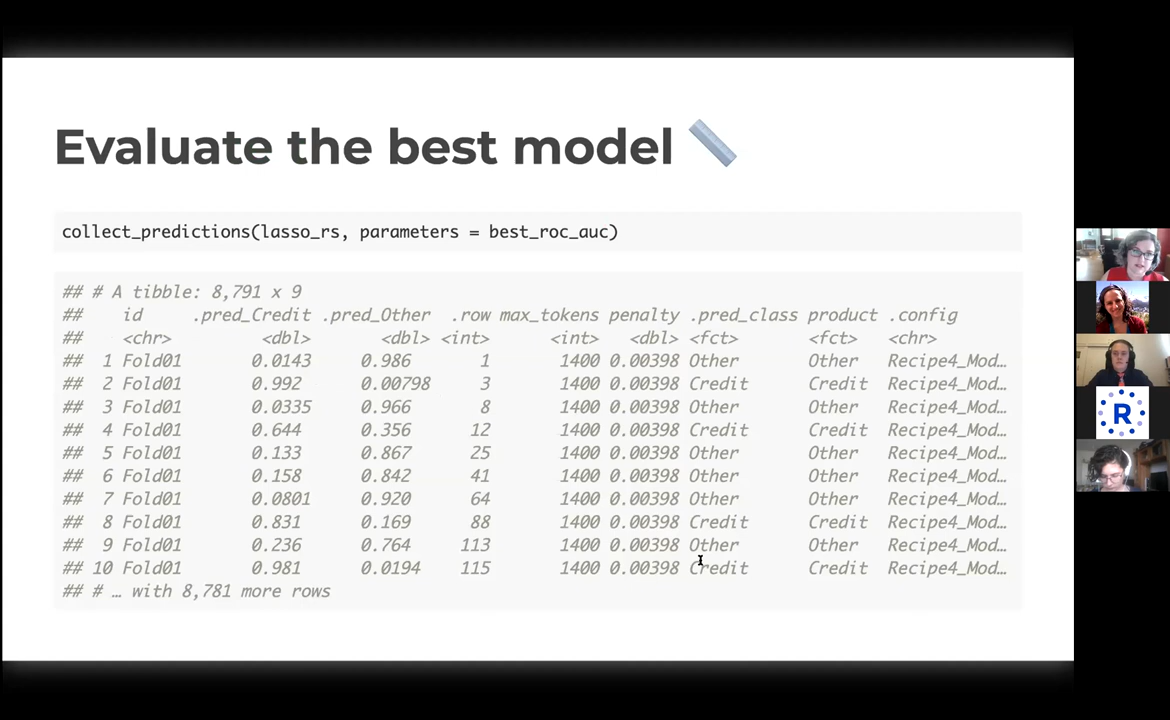 Evaluate the best model
collect_predictions(lasso_rs, parameters = best_roc_auc)
## # A tibble: 8,791 x 9
## id .pred_Credit .pred_Other .row max_tokens penalty .pred_class product .config
## <chr> <dbl> <dbl> <int> <int> <dbl> <fct> <fct> <chr>
## 1 Fold01 0.0143 0.986 1 1400 0.00398 Other Other Recipe4_Mod…
## 2 Fold01 0.992 0.00798 3 1400 0.00398 Credit Credit Recipe4_Mod…
## 3 Fold01 0.0335 0.966 8 1400 0.00398 Other Other Recipe4_Mod…
## 4 Fold01 0.644 0.356 12 1400 0.00398 Credit Credit Recipe4_Mod…
## 5 Fold01 0.133 0.867 25 1400 0.00398 Other Other Recipe4_Mod…
## 6 Fold01 0.158 0.842 41 1400 0.00398 Other Other Recipe4_Mod…
## 7 Fold01 0.0801 0.920 64 1400 0.00398 Other Other Recipe4_Mod…
## 8 Fold01 0.831 0.169 88 1400 0.00398 Credit Credit Recipe4_Mod…
## 9 Fold01 0.236 0.764 113 1400 0.00398 Other Other Recipe4_Mod…
## 10 Fold01 0.981 0.0194 115 1400 0.00398 Credit Credit Recipe4_Mod…
## # … with 8,781 more rows
R